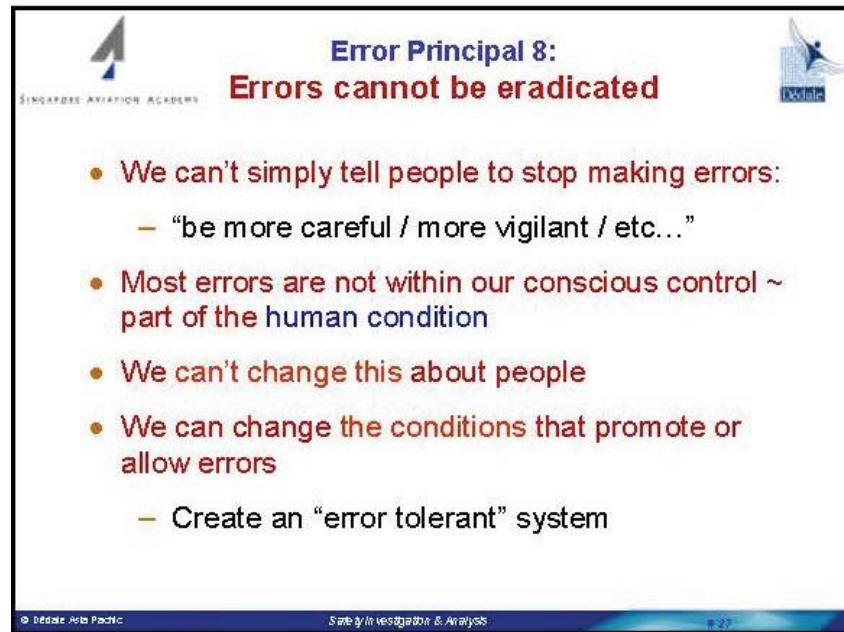 Error Principal 8:
Errors cannot be eradicated
SINGAPORE AVIATION ACADEMY
Dédale
• We can't simply tell people to stop making errors:
– "be more careful / more vigilant / etc..."
• Most errors are not within our conscious control ~
part of the human condition
• We can't change this about people
• We can change the conditions that promote or
allow errors
– Create an "error tolerant" system
© Dédale Asia Pacific
Safety Investigation & Analysis
# 27